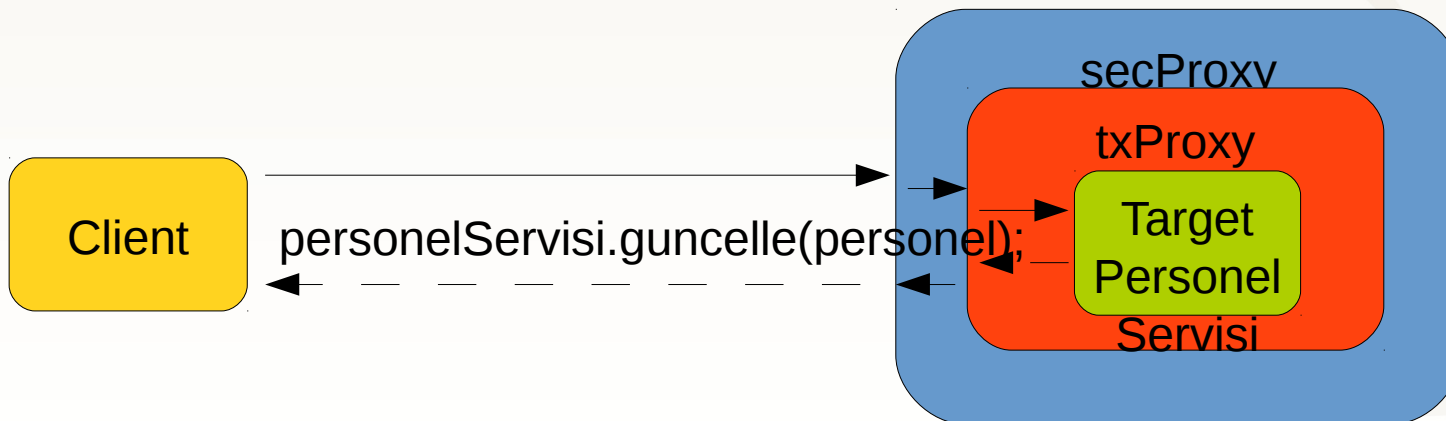 secProxy
txProxy
Client
personelServisi.guncelle(personel);
Target
Personel
Servisi